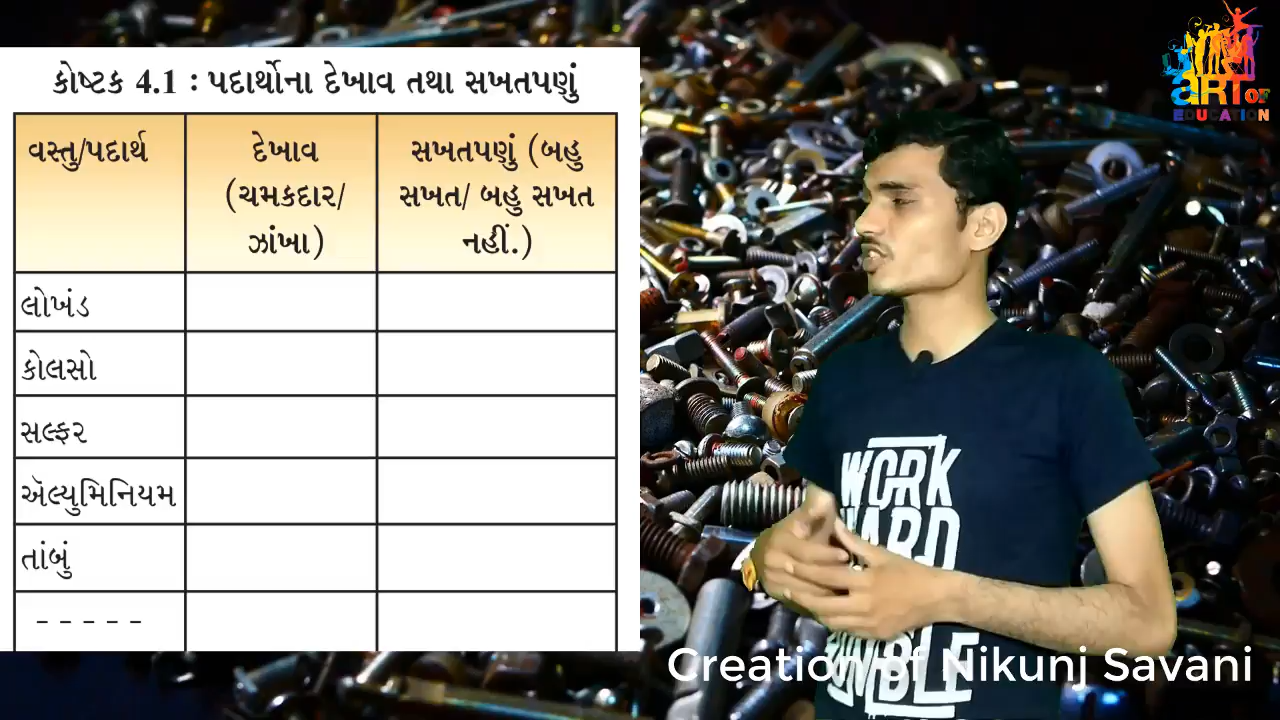 કોષ્ટક 4.1 : પદાર્થોના દેખાવ તથા સખતપણું
વસ્તુ/પદાર્થ
દેખાવ
(ચમકદાર/
ઝાંખા)
સખતપણું (બહુ
સખત/ બહુ સખત
નહીં.)
લોખંડ
કોલસો
સલ્ફર
ઍલ્યુમિનિયમ
તાંબું
- - - - -
aRT OF
EDUCATION
WORK
HARD
Creation of Nikunj Savani